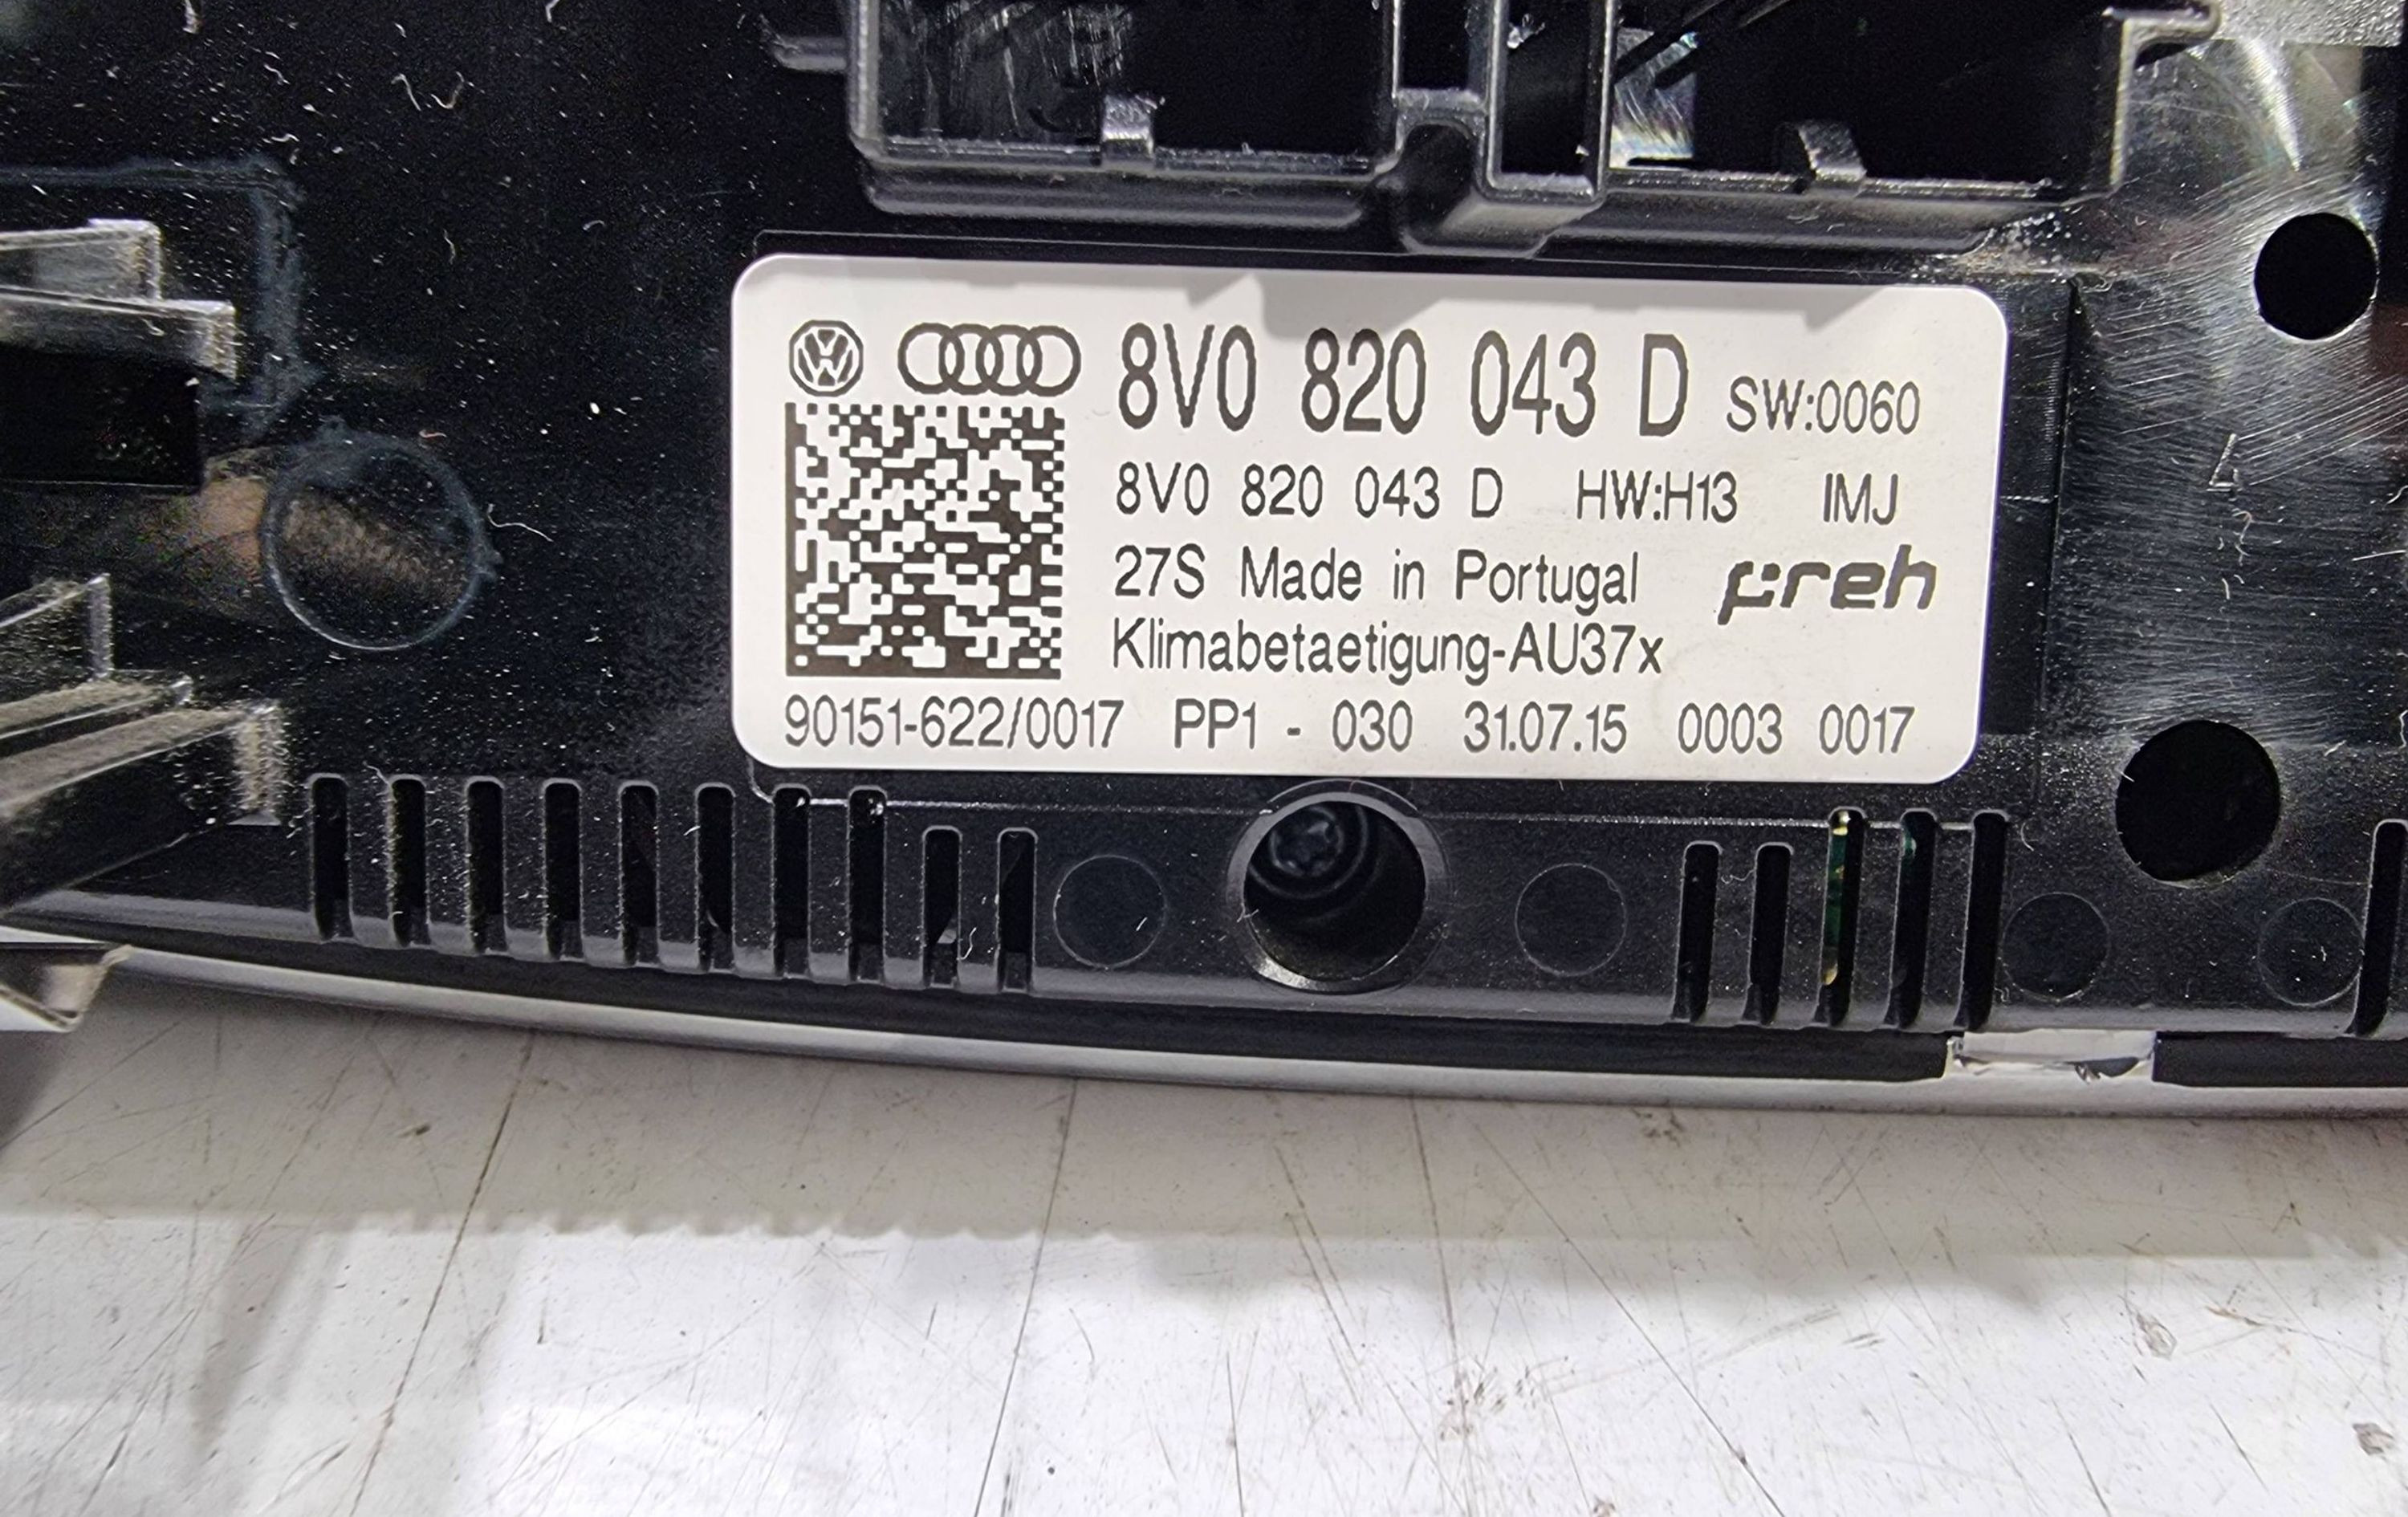 8V0 820 043 D SW:0060
8V0 820 043 D HW:H13 IMJ
27S Made in Portugal preh
Klimabetaetigung-AU37x
90151-622/0017 PP1 - 030 31.07.15 0003 0017